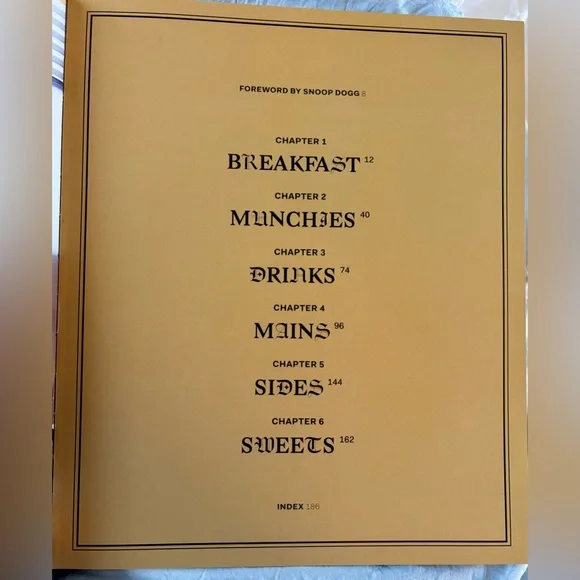 FOREWORD BY SNOOP DOGG 8
CHAPTER 1
BREAKFAST 12
CHAPTER 2
MUNCHIES 40
CHAPTER 3
DRINKS 74
CHAPTER 4
MAINS 96
CHAPTER 5
SIDES 144
CHAPTER 6
SWEETS 162
INDEX 186